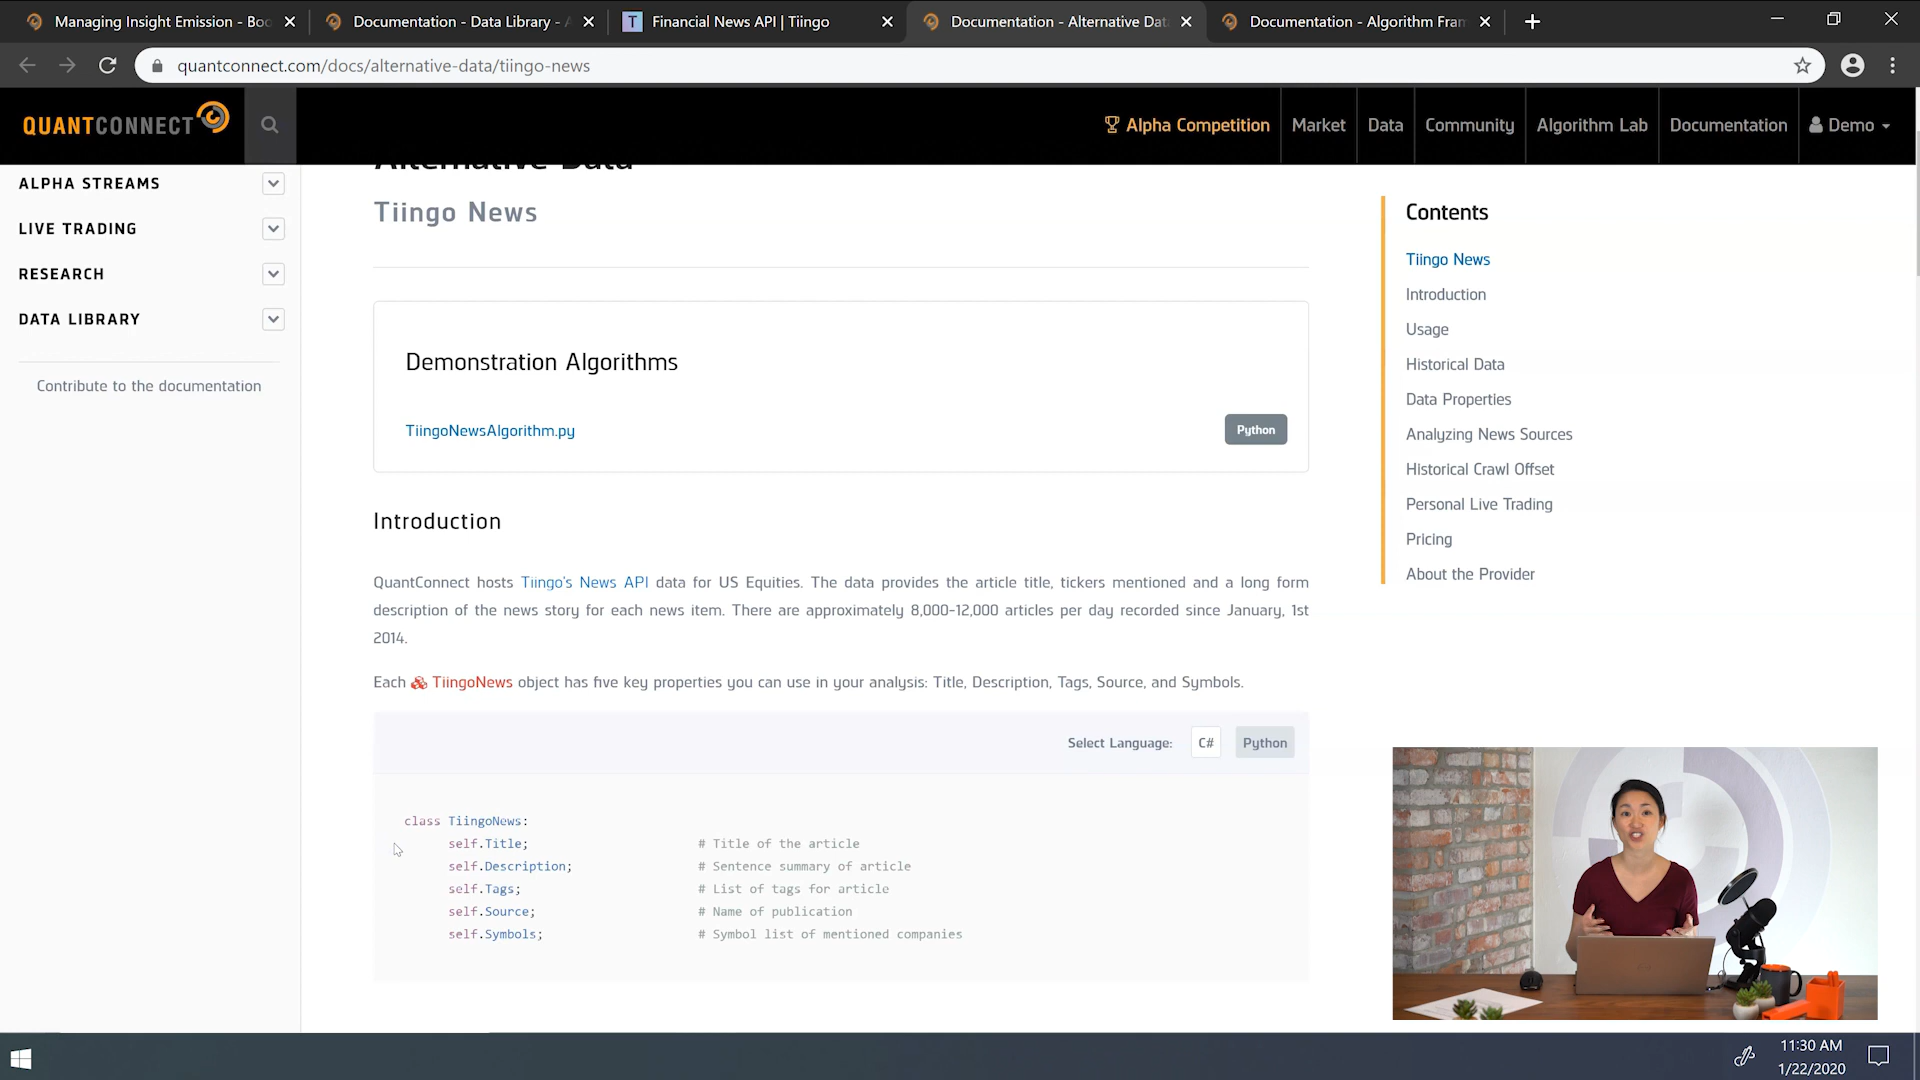 Managing Insight Emission - Boo
Documentation - Data Library - A
T Financial News API | Tiingo
Documentation - Alternative Data
Documentation - Algorithm Fram
quantconnect.com/docs/alternative-data/tiingo-news
QUANTCONNECT
Alpha Competition
Market
Data
Community
Algorithm Lab
Documentation
Demo
ALPHA STREAMS
LIVE TRADING
RESEARCH
DATA LIBRARY
Contribute to the documentation
Alternative Data
Tiingo News
Demonstration Algorithms
TiingoNewsAlgorithm.py
Python
Introduction
QuantConnect hosts Tiingo's News API data for US Equities. The data provides the article title, tickers mentioned and a long form
description of the news story for each news item. There are approximately 8,000-12,000 articles per day recorded since January, 1st
2014.
Each TiingoNews object has five key properties you can use in your analysis: Title, Description, Tags, Source, and Symbols.
Select Language: C# Python
class TiingoNews:
self.Title; # Title of the article
self.Description; # Sentence summary of article
self.Tags; # List of tags for article
self.Source; # Name of publication
self.Symbols; # Symbol list of mentioned companies
Contents
Tiingo News
Introduction
Usage
Historical Data
Data Properties
Analyzing News Sources
Historical Crawl Offset
Personal Live Trading
Pricing
About the Provider
11:30 AM
1/22/2020